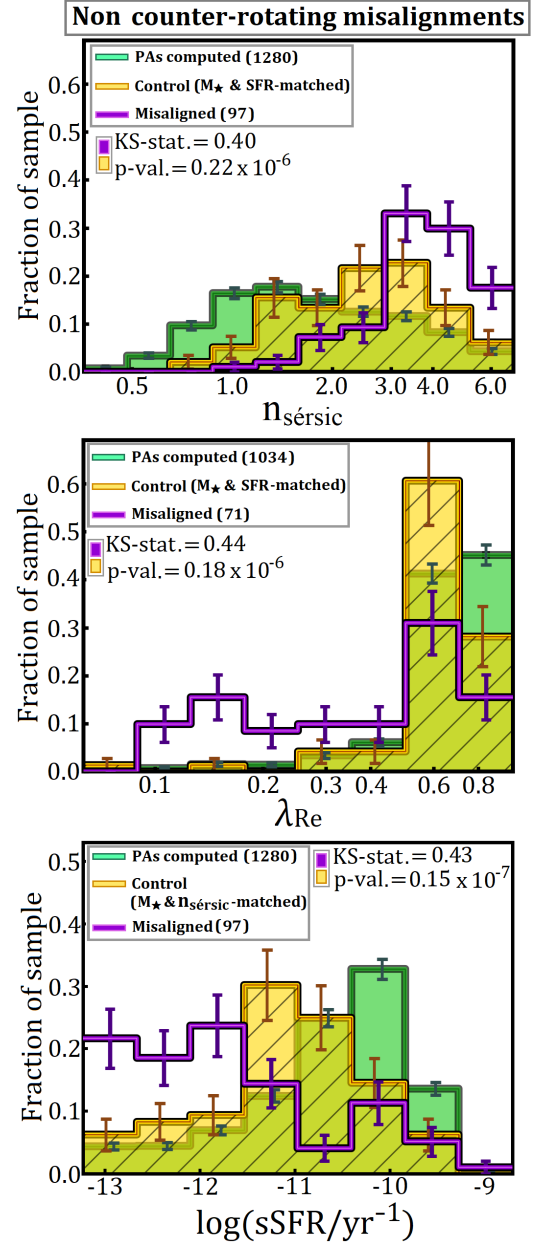 Non counter-rotating misalignments
PAs computed (1280)
Control (M★ & SFR-matched)
Misaligned (97)
KS-stat.= 0.40
p-val.= 0.22 x 10⁻⁶
Fraction of sample
0.6
0.5
0.4
0.3
0.2
0.1
0.0
0.5 1.0 2.0 3.0 4.0 6.0
n sérsic
PAs computed (1034)
Control (M★ & SFR-matched)
Misaligned (71)
KS-stat.= 0.44
p-val.= 0.18 x 10⁻⁶
Fraction of sample
0.6
0.5
0.4
0.3
0.2
0.1
0.0
0.1 0.2 0.3 0.4 0.6 0.8
λRe
PAs computed (1280)
Control
(M★ & nsérsic-matched)
Misaligned (97)
KS-stat.= 0.43
p-val.= 0.15 x 10⁻⁷
Fraction of sample
0.5
0.4
0.3
0.2
0.1
0.0
-13 -12 -11 -10 -9
log(sSFR/yr⁻¹)